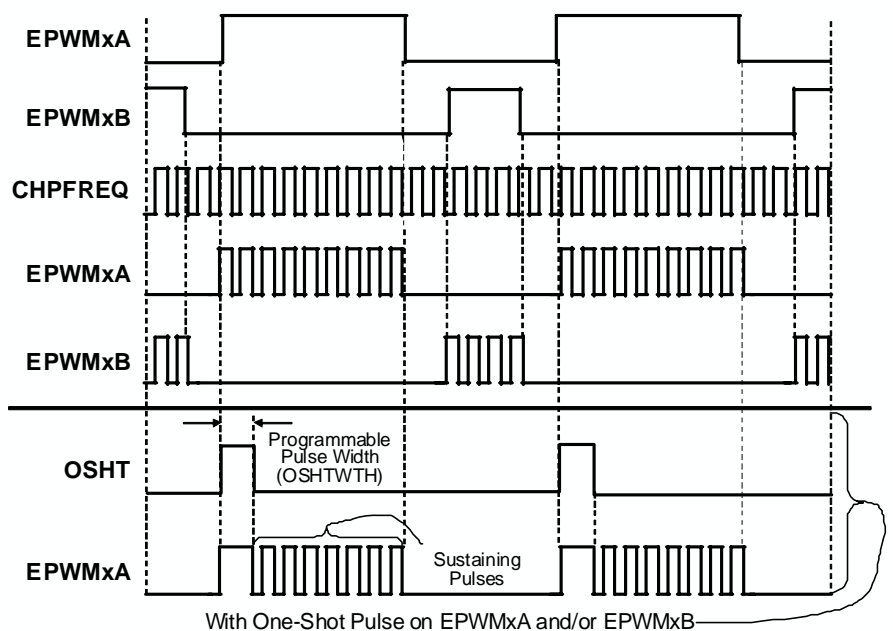 EPWMxA
EPWMxB
CHPFREQ
EPWMxA
EPWMxB
Programmable
Pulse Width
(OSHTWTH)
OSHT
Sustaining
Pulses
EPWMxA
With One-Shot Pulse on EPWMxA and/or EPWMxB